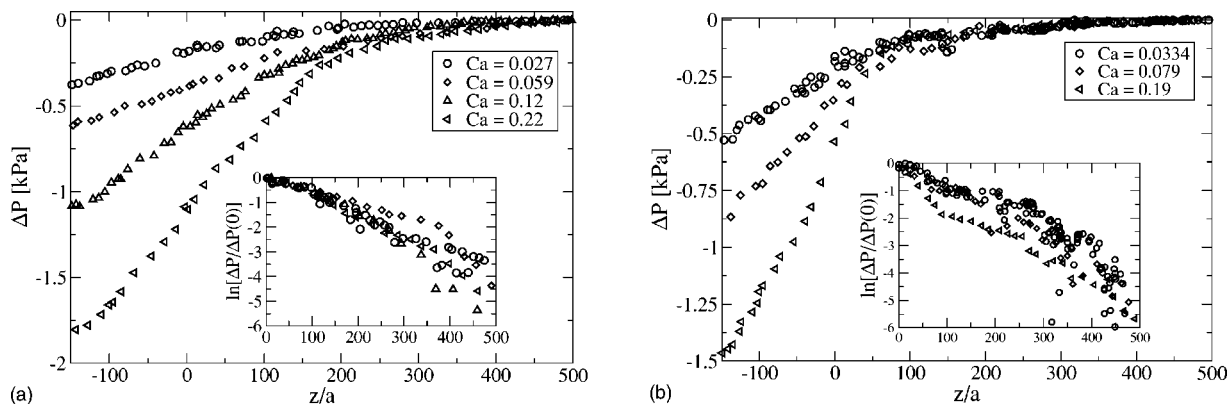 0
-0.5
-1
-1.5
-2
ΔP [kPa]
-100 0 100 200 300 400 500
z/a
(a)
Ca = 0.027
Ca = 0.059
Ca = 0.12
Ca = 0.22
0
-1
-2
-3
-4
-5
-6
ln[ΔP/ΔP(0)]
0 100 200 300 400 500
0
-0.25
-0.5
-0.75
-1
-1.25
-1.5
ΔP [kPa]
-100 0 100 200 300 400 500
z/a
(b)
Ca = 0.0334
Ca = 0.079
Ca = 0.19
0
-1
-2
-3
-4
-5
-6
ln[ΔP/ΔP(0)]
0 100 200 300 400 500